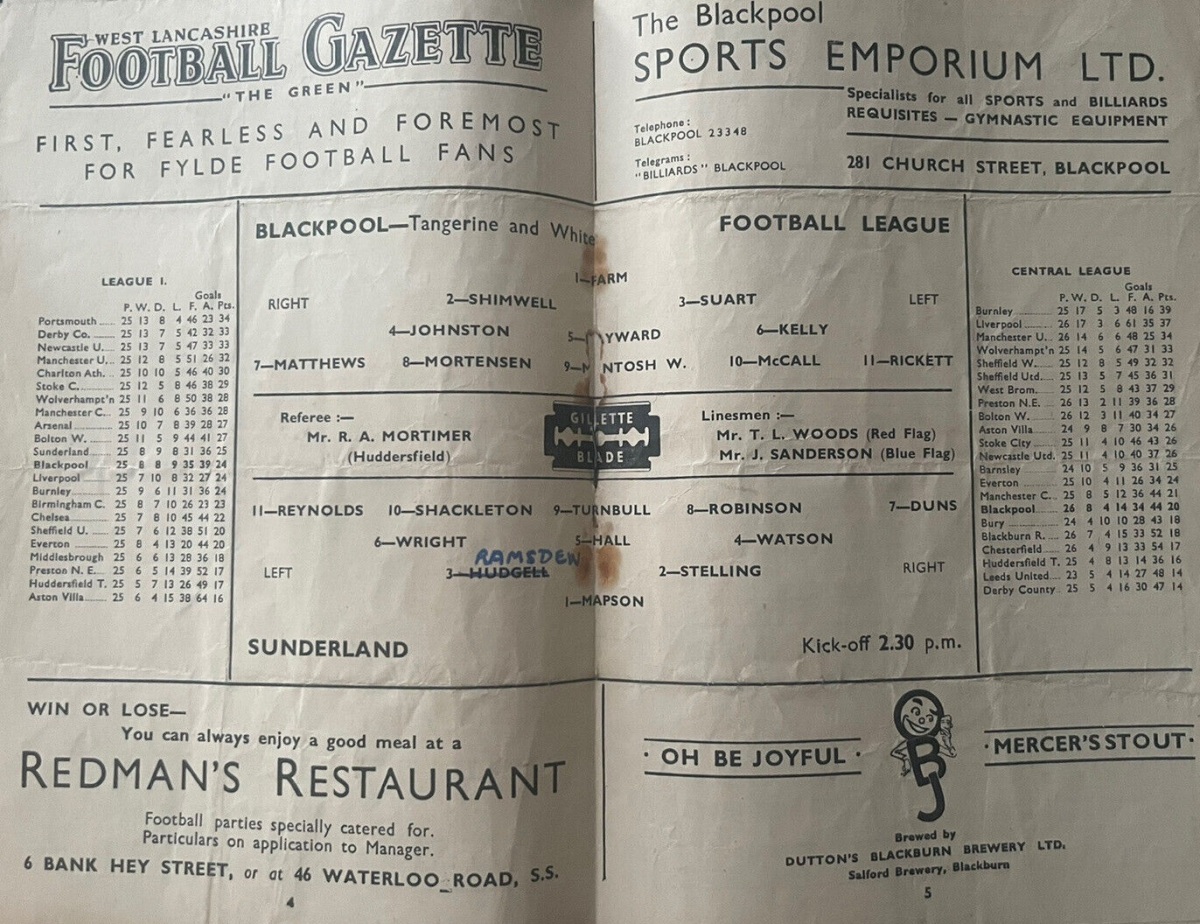 WEST LANCASHIRE
FOOTBALL GAZETTE
"THE GREEN"
FIRST, FEARLESS AND FOREMOST
FOR FYLDE FOOTBALL FANS
The Blackpool
SPORTS EMPORIUM LTD.
Specialists for all SPORTS and BILLIARDS
REQUISITES — GYMNASTIC EQUIPMENT
Telephone :
BLACKPOOL 23348
Telegrams :
"BILLIARDS" BLACKPOOL
281 CHURCH STREET, BLACKPOOL
LEAGUE I.
Goals
P. W. D. L. F. A. Pts.
Portsmouth 25 13 8 4 46 23 34
Derby Co. 25 13 7 5 42 32 33
Newcastle U. 25 13 7 5 47 33 33
Manchester U. 25 12 8 5 51 26 32
Charlton Ath. 25 10 10 5 46 40 30
Stoke C. 25 12 5 8 46 38 29
Wolverhampt'n 25 11 6 8 50 38 28
Manchester C. 25 9 10 6 36 36 28
Arsenal 25 10 7 8 39 28 27
Bolton W. 25 11 5 9 44 41 27
Sunderland 25 8 9 8 31 36 25
Blackpool 25 8 8 9 35 39 24
Liverpool 25 7 10 8 32 27 24
Burnley 25 9 6 11 31 36 24
Birmingham C. 25 8 7 10 26 23 23
Chelsea 25 7 8 10 45 44 22
Sheffield U. 25 7 6 12 38 51 20
Everton 25 8 4 13 20 44 20
Middlesbrough 25 6 6 13 28 36 18
Preston N. E. 25 6 5 14 39 52 17
Huddersfield T. 25 5 7 13 26 49 17
Aston Villa 25 6 4 15 38 64 16
BLACKPOOL—Tangerine and White
FOOTBALL LEAGUE
1—FARM
RIGHT 2—SHIMWELL 3—SUART LEFT
4—JOHNSTON 5— YWARD 6—KELLY
7—MATTHEWS 8—MORTENSEN 9—M NTOSH W. 10—McCALL 11—RICKETT
Referee :—
Mr. R. A. MORTIMER
(Huddersfield)
GILLETTE
BLADE
Linesmen :—
Mr. T. L. WOODS (Red Flag)
Mr. J. SANDERSON (Blue Flag)
11—REYNOLDS 10—SHACKLETON 9—TURNBULL 8—ROBINSON 7—DUNS
6—WRIGHT 5—HALL 4—WATSON
RAMSDEN
LEFT 3—HUDGELL 2—STELLING RIGHT
1—MAPSON
SUNDERLAND
Kick-off 2.30 p.m.
CENTRAL LEAGUE
Goals
P. W. D. L. F. A. Pts.
Burnley 25 17 5 3 48 16 39
Liverpool 26 17 3 6 61 35 37
Manchester U. 26 14 6 6 48 25 34
Wolverhampt'n 25 14 5 6 47 31 33
Sheffield W. 25 12 8 5 49 32 32
Sheffield Utd. 25 13 5 7 45 36 31
West Brom. 25 12 5 8 43 37 29
Preston N.E. 26 13 2 11 39 36 28
Bolton W. 26 12 3 11 40 34 27
Aston Villa 24 9 8 7 30 34 26
Stoke City 25 11 4 10 46 43 26
Newcastle Utd. 25 11 4 10 40 37 26
Barnsley 24 10 5 9 36 31 25
Everton 25 10 4 11 26 34 24
Manchester C. 25 8 5 12 36 44 21
Blackpool 26 8 4 14 34 44 20
Bury 24 4 10 10 28 43 18
Blackburn R. 26 7 4 15 33 52 18
Chesterfield 26 4 9 13 33 54 17
Huddersfield T. 25 4 8 13 14 36 16
Leeds United 23 5 4 14 27 48 14
Derby County 25 5 4 16 30 47 14
WIN OR LOSE—
You can always enjoy a good meal at a
REDMAN'S RESTAURANT
Football parties specially catered for.
Particulars on application to Manager.
6 BANK HEY STREET, or at 46 WATERLOO ROAD, S.S.
4
· OH BE JOYFUL ·
OBJ
· MERCER'S STOUT ·
Brewed by
DUTTON'S BLACKBURN BREWERY LTD.
Salford Brewery, Blackburn
5